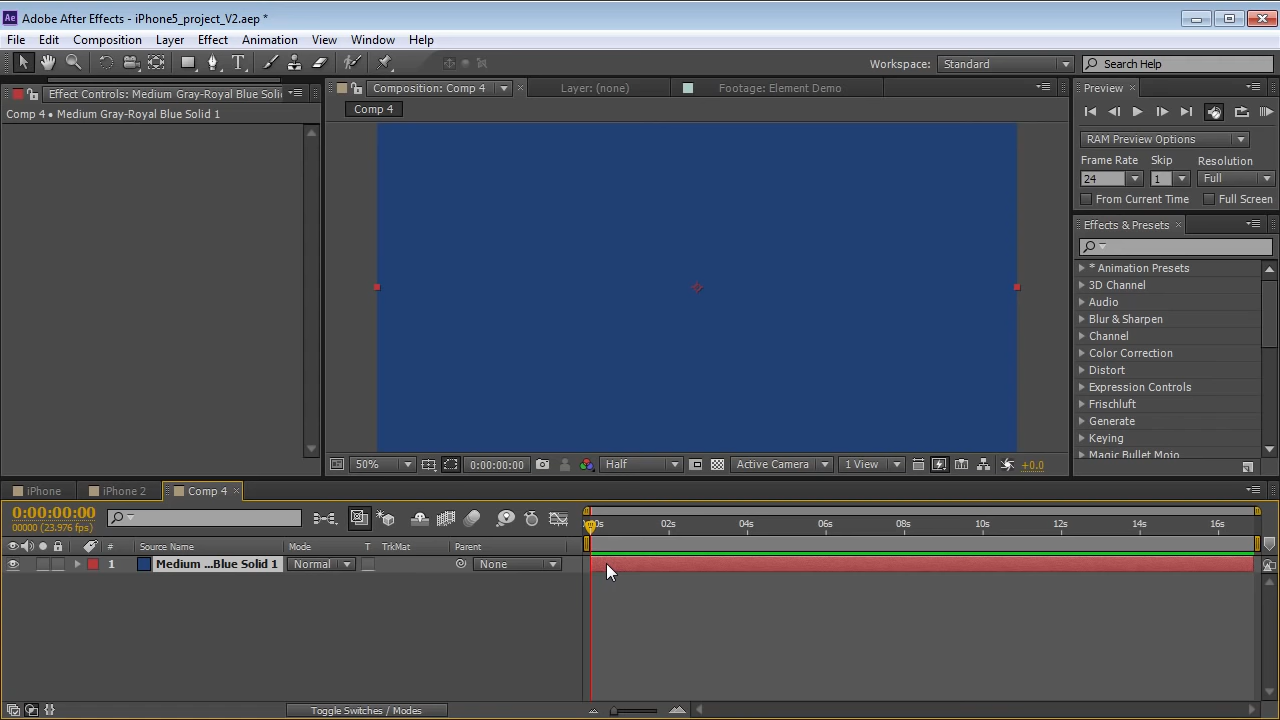 Adobe After Effects - iPhone5_project_V2.aep *
File Edit Composition Layer Effect Animation View Window Help
Workspace: Standard Search Help
Effect Controls: Medium Gray-Royal Blue Soli
Composition: Comp 4 Layer: (none) Footage: Element Demo
Preview
Comp 4 • Medium Gray-Royal Blue Solid 1
Comp 4
RAM Preview Options
Frame Rate Skip Resolution
24 1 Full
From Current Time Full Screen
Effects & Presets
* Animation Presets
3D Channel
Audio
Blur & Sharpen
Channel
Color Correction
Distort
Expression Controls
Frischluft
Generate
Keying
Magic Bullet Mojo
50% 0:00:00:00 Half Active Camera 1 View +0.0
iPhone iPhone 2 Comp 4
0:00:00:00
00000 (23.976 fps)
:00s 02s 04s 06s 08s 10s 12s 14s 16s
# Source Name Mode T TrkMat Parent
1 Medium ...Blue Solid 1 Normal None
Toggle Switches / Modes